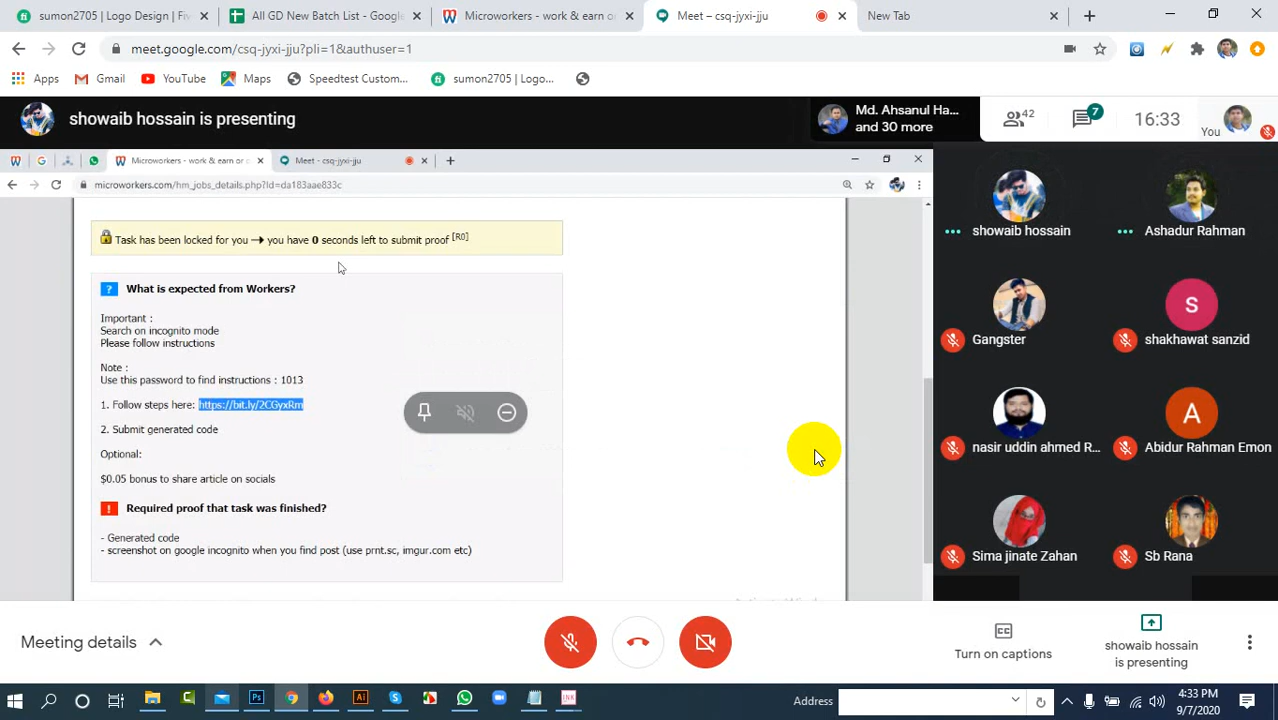 sumon2705 | Logo Design | Fiv
All GD New Batch List - Google
Microworkers - work & earn or
Meet – csq-jyxi-jju
New Tab
meet.google.com/csq-jyxi-jju?pli=1&authuser=1
Apps
Gmail
YouTube
Maps
Speedtest Custom...
sumon2705 | Logo...
showaib hossain is presenting
Md. Ahsanul Ha...
and 30 more
42
7
16:33
You
Microworkers - work & earn or o
Meet - csq-jyxi-jju
microworkers.com/hm_jobs_details.php?Id=da183aae833c
Task has been locked for you → you have 0 seconds left to submit proof [R0]
? What is expected from Workers?
Important :
Search on incognito mode
Please follow instructions
Note :
Use this password to find instructions : 1013
1. Follow steps here: https://bit.ly/2CGyxRm
2. Submit generated code
Optional:
$0.05 bonus to share article on socials
! Required proof that task was finished?
- Generated code
- screenshot on google incognito when you find post (use prnt.sc, imgur.com etc)
showaib hossain
Ashadur Rahman
Gangster
S
shakhawat sanzid
nasir uddin ahmed R...
A
Abidur Rahman Emon
Sima jinate Zahan
Sb Rana
Meeting details
CC
Turn on captions
showaib hossain
is presenting
Address
4:33 PM
9/7/2020